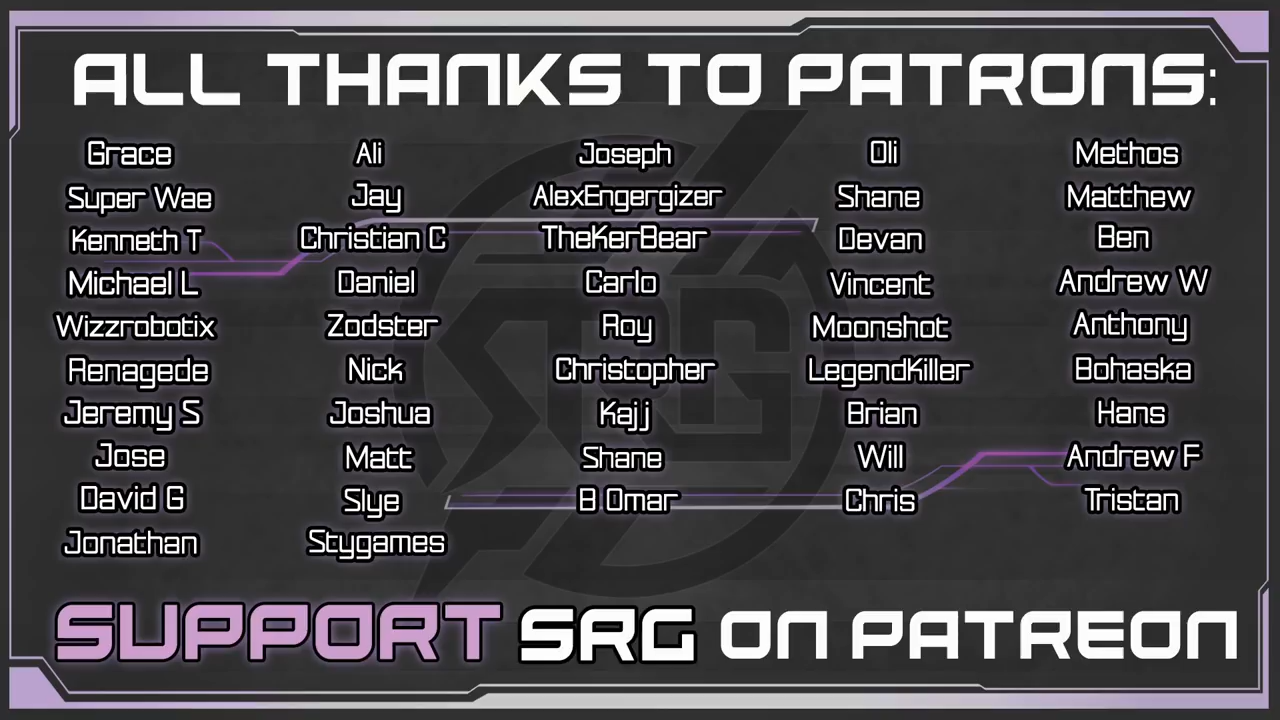 ALL THANKS TO PATRONS:
Grace Ali Joseph Oli Methos
Super Wae Jay AlexEngergizer Shane Matthew
Kenneth T Christian C TheKerBear Devan Ben
Michael L Daniel Carlo Vincent Andrew W
Wizzrobotix Zodster Roy Moonshot Anthony
Renagede Nick Christopher LegendKiller Bohaska
Jeremy S Joshua Kajj Brian Hans
Jose Matt Shane Will Andrew F
David G Slye B Omar Chris Tristan
Jonathan Stygames
SUPPORT SRG ON PATREON